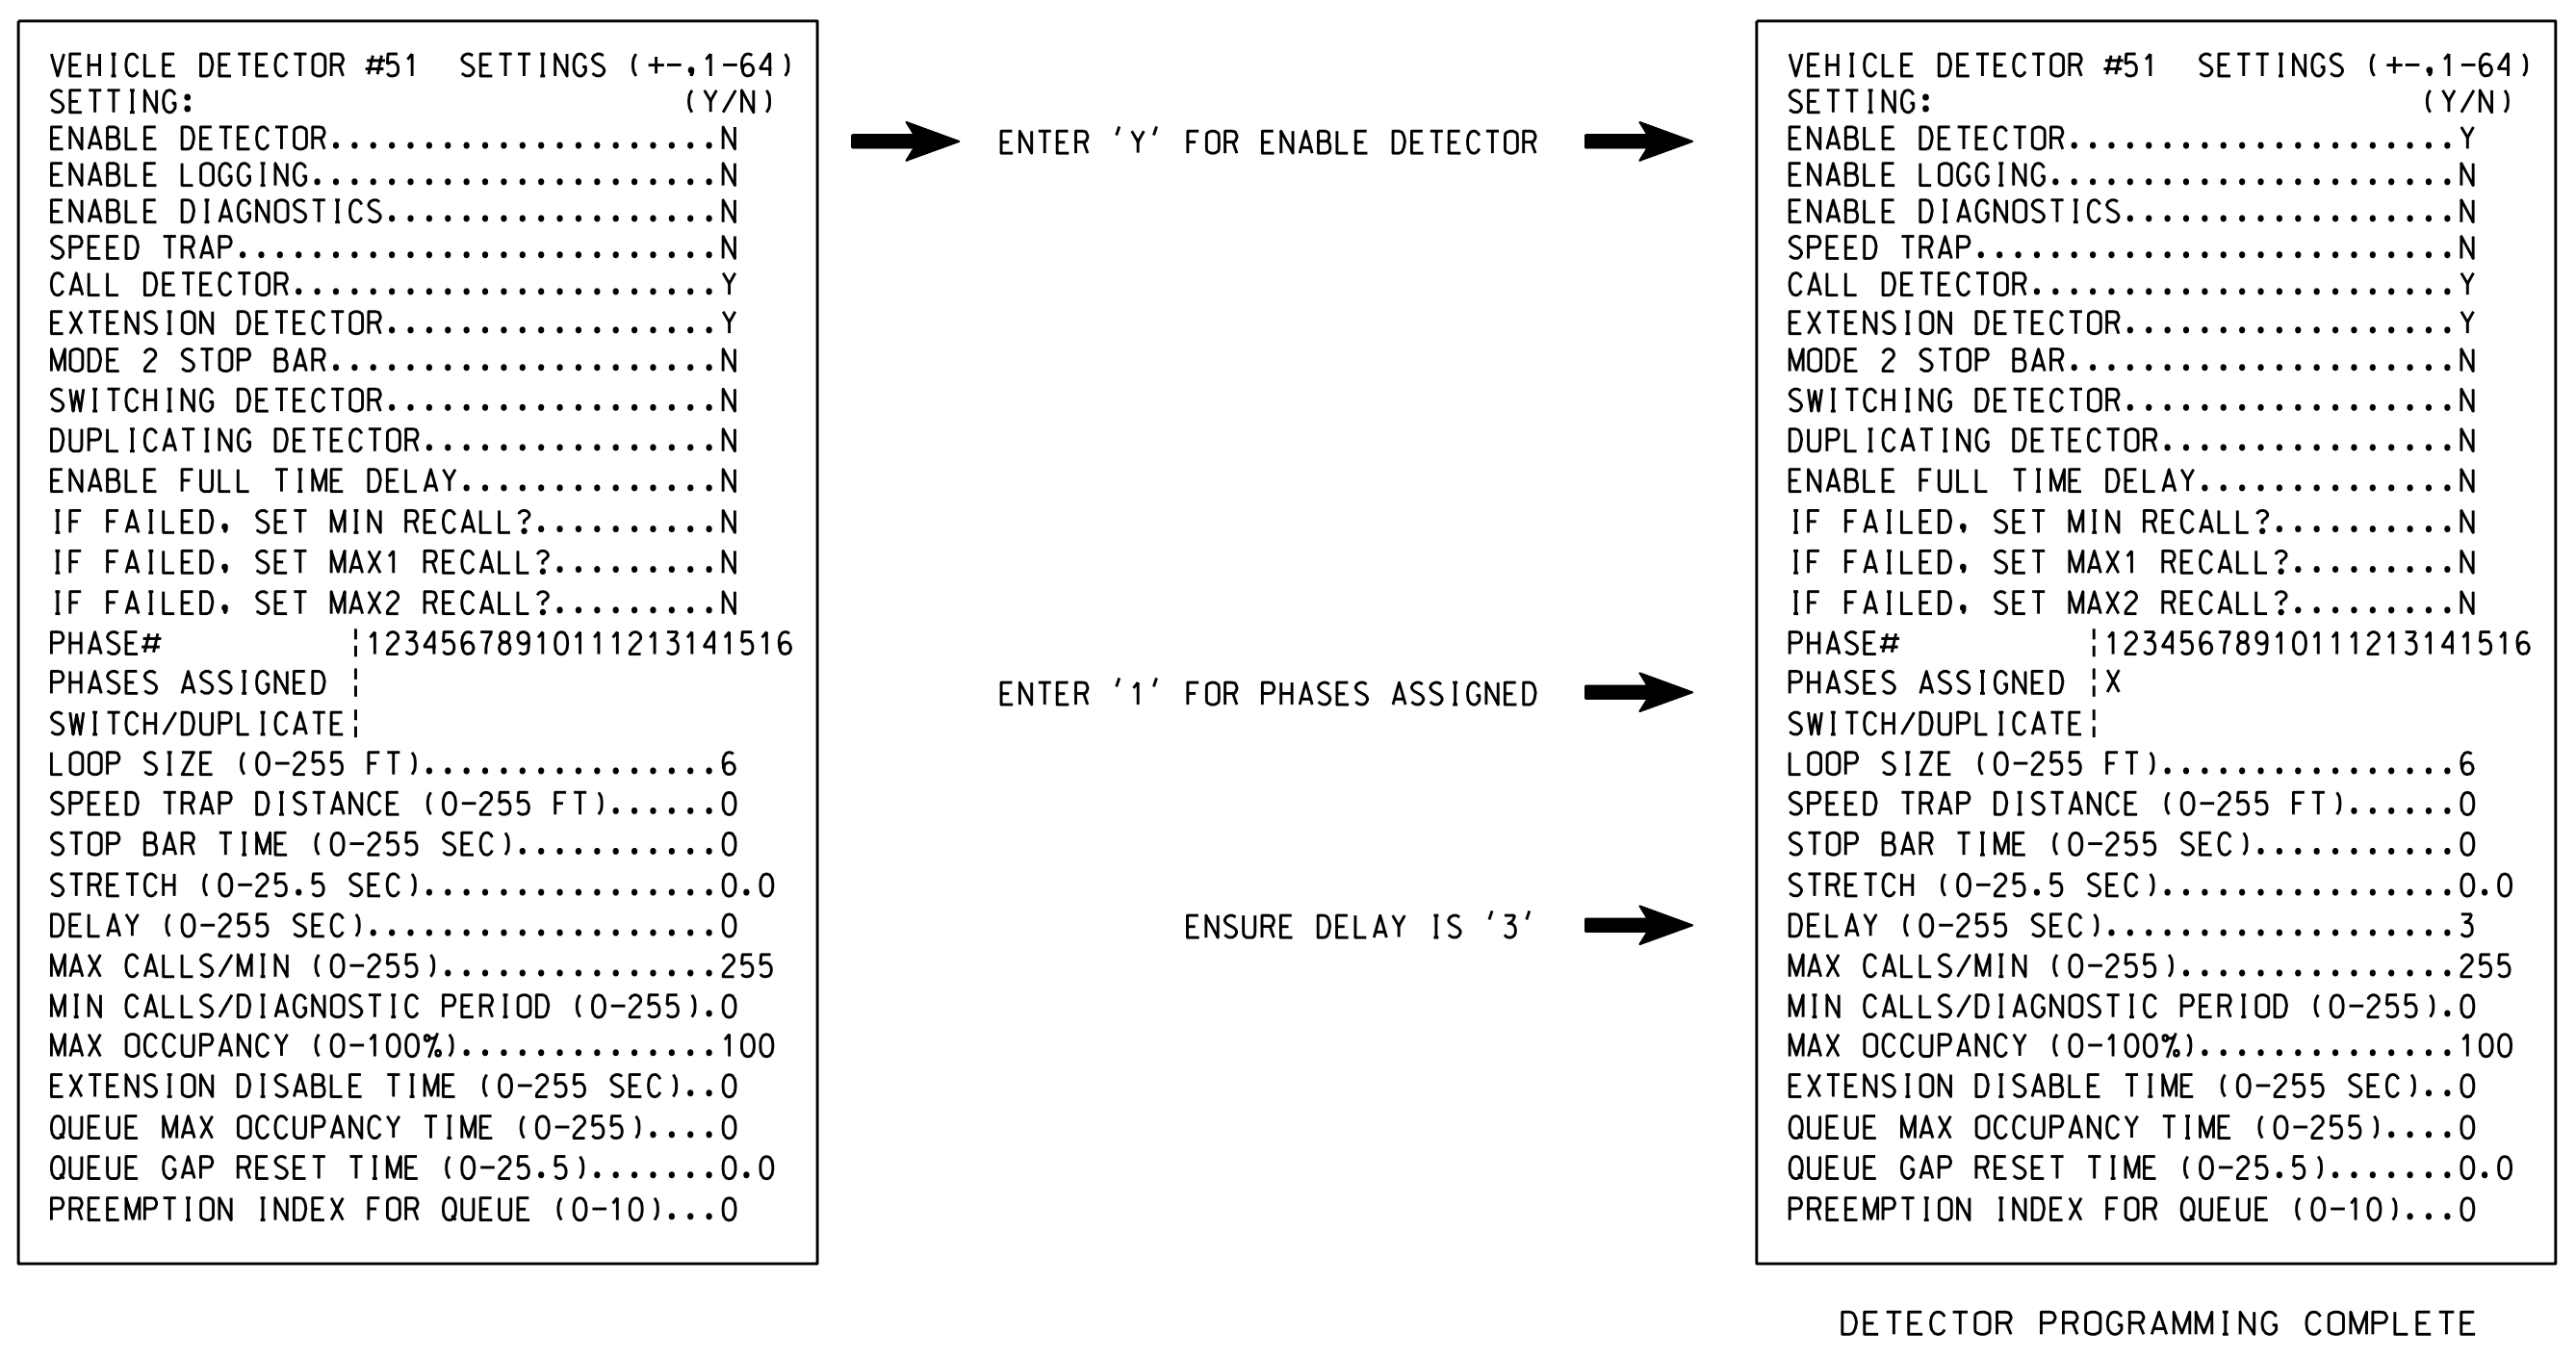 VEHICLE DETECTOR #51  SETTINGS (+-,1-64)
SETTING:                          (Y/N)
ENABLE DETECTOR.....................N
ENABLE LOGGING......................N
ENABLE DIAGNOSTICS..................N
SPEED TRAP..........................N
CALL DETECTOR.......................Y
EXTENSION DETECTOR..................Y
MODE 2 STOP BAR.....................N
SWITCHING DETECTOR..................N
DUPLICATING DETECTOR................N
ENABLE FULL TIME DELAY..............N
IF FAILED, SET MIN RECALL?..........N
IF FAILED, SET MAX1 RECALL?.........N
IF FAILED, SET MAX2 RECALL?.........N
PHASE#          ¦12345678910111213141516
PHASES ASSIGNED ¦
SWITCH/DUPLICATE¦
LOOP SIZE (0-255 FT)................6
SPEED TRAP DISTANCE (0-255 FT)......0
STOP BAR TIME (0-255 SEC)...........0
STRETCH (0-25.5 SEC)................0.0
DELAY (0-255 SEC)...................0
MAX CALLS/MIN (0-255)...............255
MIN CALLS/DIAGNOSTIC PERIOD (0-255).0
MAX OCCUPANCY (0-100%)..............100
EXTENSION DISABLE TIME (0-255 SEC)..0
QUEUE MAX OCCUPANCY TIME (0-255)....0
QUEUE GAP RESET TIME (0-25.5).......0.0
PREEMPTION INDEX FOR QUEUE (0-10)...0
ENTER 'Y' FOR ENABLE DETECTOR
ENTER '1' FOR PHASES ASSIGNED
ENSURE DELAY IS '3'
VEHICLE DETECTOR #51  SETTINGS (+-,1-64)
SETTING:                          (Y/N)
ENABLE DETECTOR.....................Y
ENABLE LOGGING......................N
ENABLE DIAGNOSTICS..................N
SPEED TRAP..........................N
CALL DETECTOR.......................Y
EXTENSION DETECTOR..................Y
MODE 2 STOP BAR.....................N
SWITCHING DETECTOR..................N
DUPLICATING DETECTOR................N
ENABLE FULL TIME DELAY..............N
IF FAILED, SET MIN RECALL?..........N
IF FAILED, SET MAX1 RECALL?.........N
IF FAILED, SET MAX2 RECALL?.........N
PHASE#          ¦12345678910111213141516
PHASES ASSIGNED ¦X
SWITCH/DUPLICATE¦
LOOP SIZE (0-255 FT)................6
SPEED TRAP DISTANCE (0-255 FT)......0
STOP BAR TIME (0-255 SEC)...........0
STRETCH (0-25.5 SEC)................0.0
DELAY (0-255 SEC)...................3
MAX CALLS/MIN (0-255)...............255
MIN CALLS/DIAGNOSTIC PERIOD (0-255).0
MAX OCCUPANCY (0-100%)..............100
EXTENSION DISABLE TIME (0-255 SEC)..0
QUEUE MAX OCCUPANCY TIME (0-255)....0
QUEUE GAP RESET TIME (0-25.5).......0.0
PREEMPTION INDEX FOR QUEUE (0-10)...0
DETECTOR PROGRAMMING COMPLETE